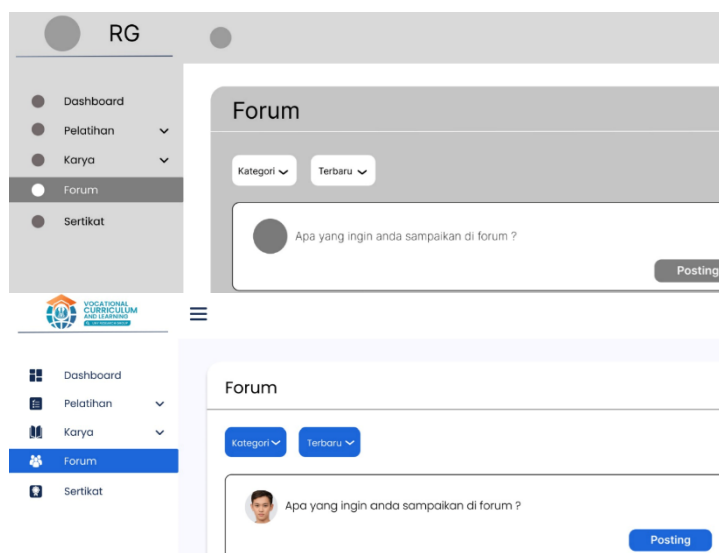 RG
Dashboard
Pelatihan
Karya
Forum
Sertikat
Forum
Kategori
Terbaru
Apa yang ingin anda sampaikan di forum ?
Posting
VOCATIONAL
CURRICULUM
AND LEARNING
Dashboard
Pelatihan
Karya
Forum
Sertikat
Forum
Kategori
Terbaru
Apa yang ingin anda sampaikan di forum ?
Posting